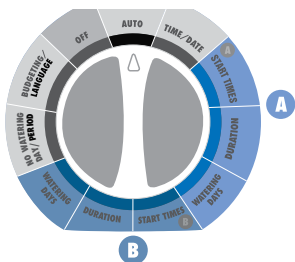 AUTO
TIME/DATE
A
START TIMES
DURATION
A
WATERING
DAYS
START TIMES
B
DURATION
B
WATERING
DAYS
NO WATERING
DAY/PERIOD
BUDGETING/
LANGUAGE
OFF